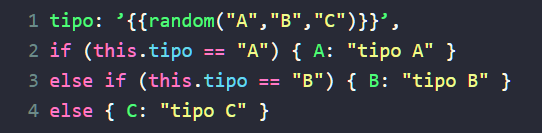 1 tipo: ’{{random("A","B","C")}}’,
2 if (this.tipo == "A") { A: "tipo A" }
3 else if (this.tipo == "B") { B: "tipo B" }
4 else { C: "tipo C" }